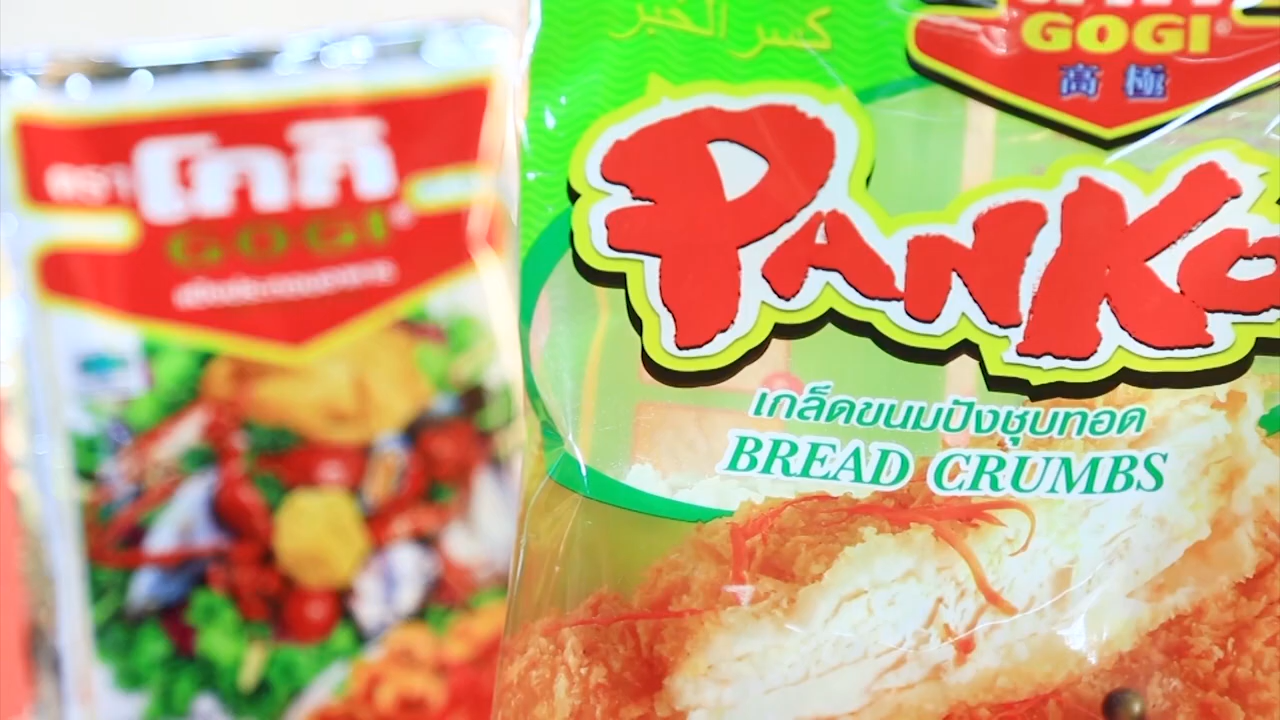 ตรา โกกิ
GOGI
كسر الخبز
GOGI®
高極
PANKO
เกล็ดขนมปังชุบทอด
BREAD CRUMBS